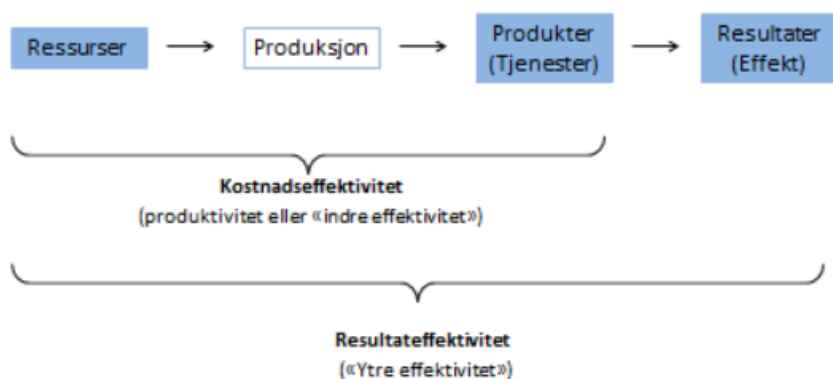 Ressurser
Produksjon
Produkter
(Tjenester)
Resultater
(Effekt)
Kostnadseffektivitet
(produktivitet eller «indre effektivitet»)
Resultateffektivitet
(«Ytre effektivitet»)